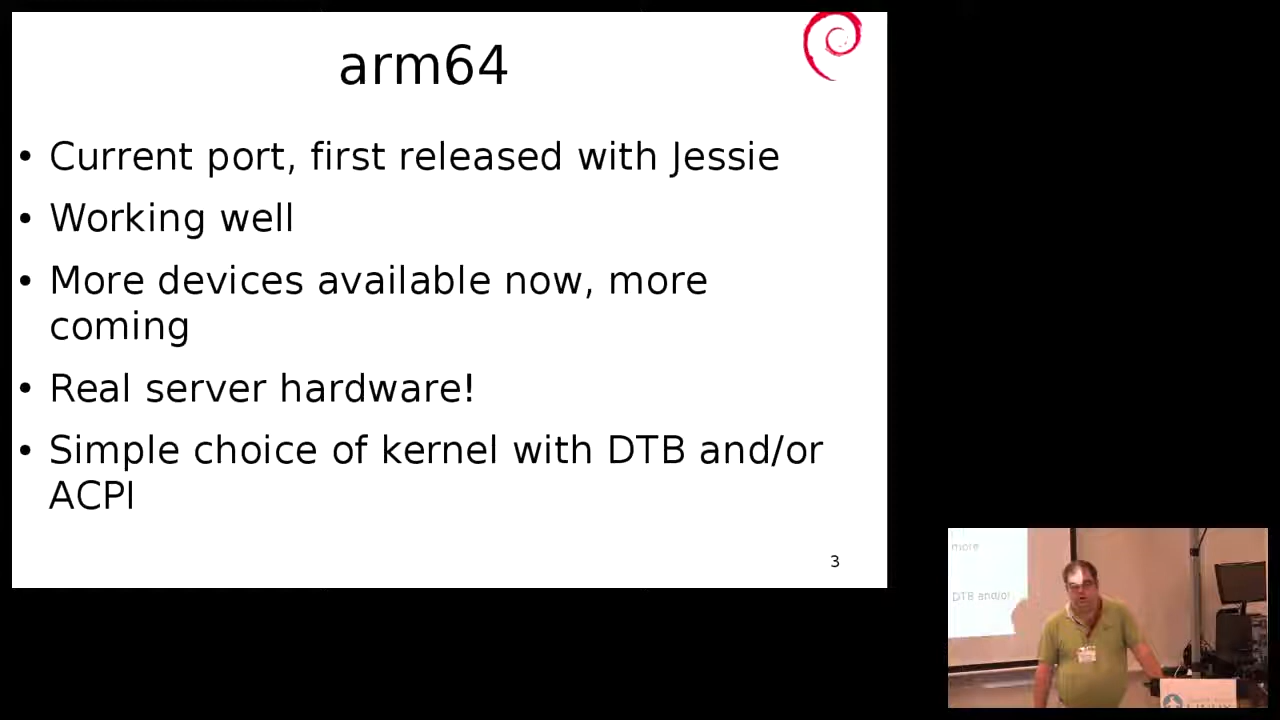 arm64
• Current port, first released with Jessie
• Working well
• More devices available now, more
coming
• Real server hardware!
• Simple choice of kernel with DTB and/or
ACPI
3
more
DTB and/or